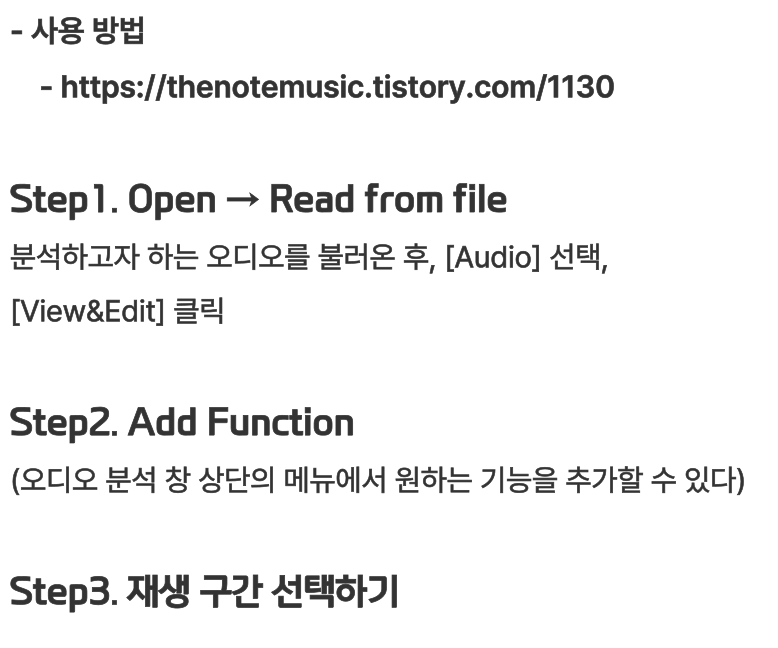 - 사용 방법
- https://thenotemusic.tistory.com/1130
Step1. Open → Read from file
분석하고자 하는 오디오를 불러온 후, [Audio] 선택,
[View&Edit] 클릭
Step2. Add Function
(오디오 분석 창 상단의 메뉴에서 원하는 기능을 추가할 수 있다)
Step3. 재생 구간 선택하기